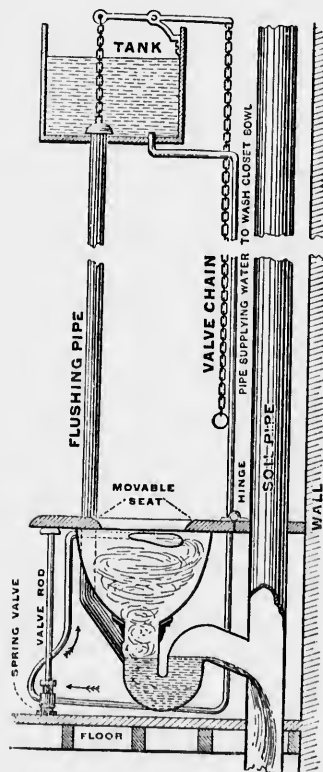 TANK
FLUSHING PIPE
VALVE CHAIN
PIPE SUPPLYING WATER TO WASH CLOSET BOWL
SOIL PIPE
WALL
HINGE
MOVABLE
SEAT
SPRING VALVE
VALVE ROD
FLOOR